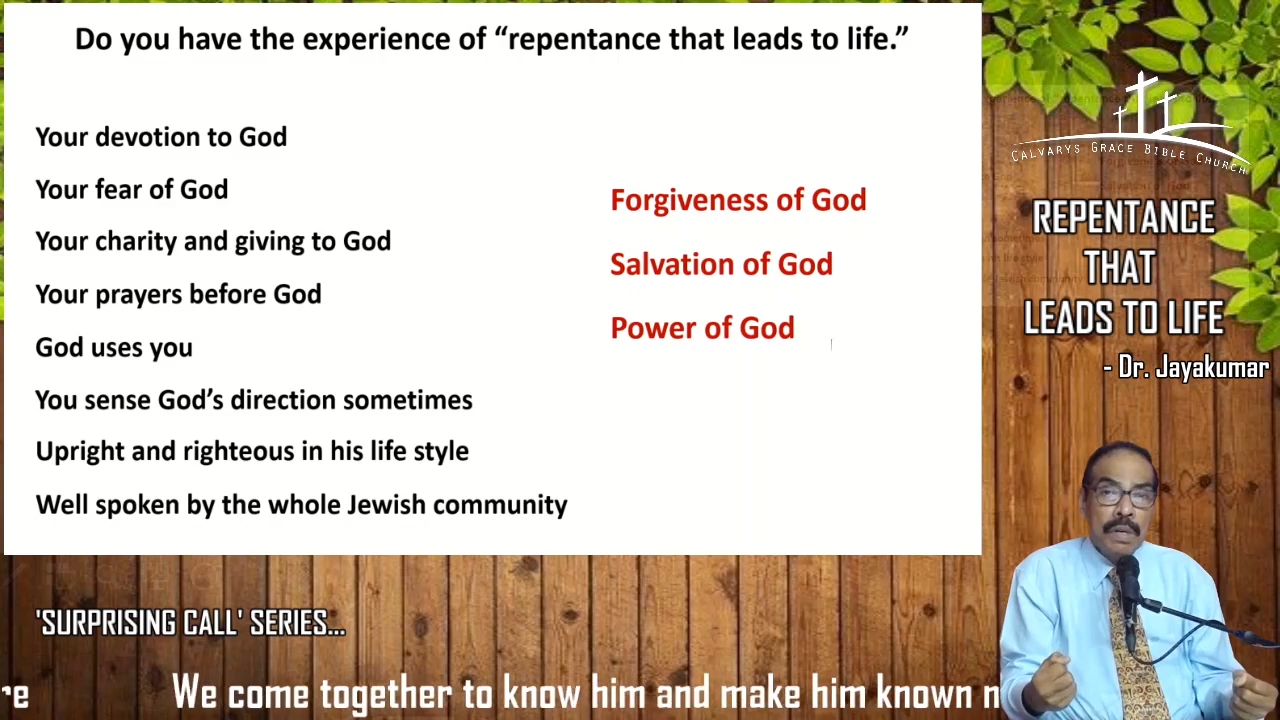 Do you have the experience of “repentance that leads to life.”
Your devotion to God
Your fear of God
Your charity and giving to God
Your prayers before God
God uses you
You sense God’s direction sometimes
Upright and righteous in his life style
Well spoken by the whole Jewish community
Forgiveness of God
Salvation of God
Power of God
CALVARYS GRACE BIBLE CHURCH
REPENTANCE
THAT
LEADS TO LIFE
- Dr. Jayakumar
'SURPRISING CALL' SERIES...
We come together to know him and make him known